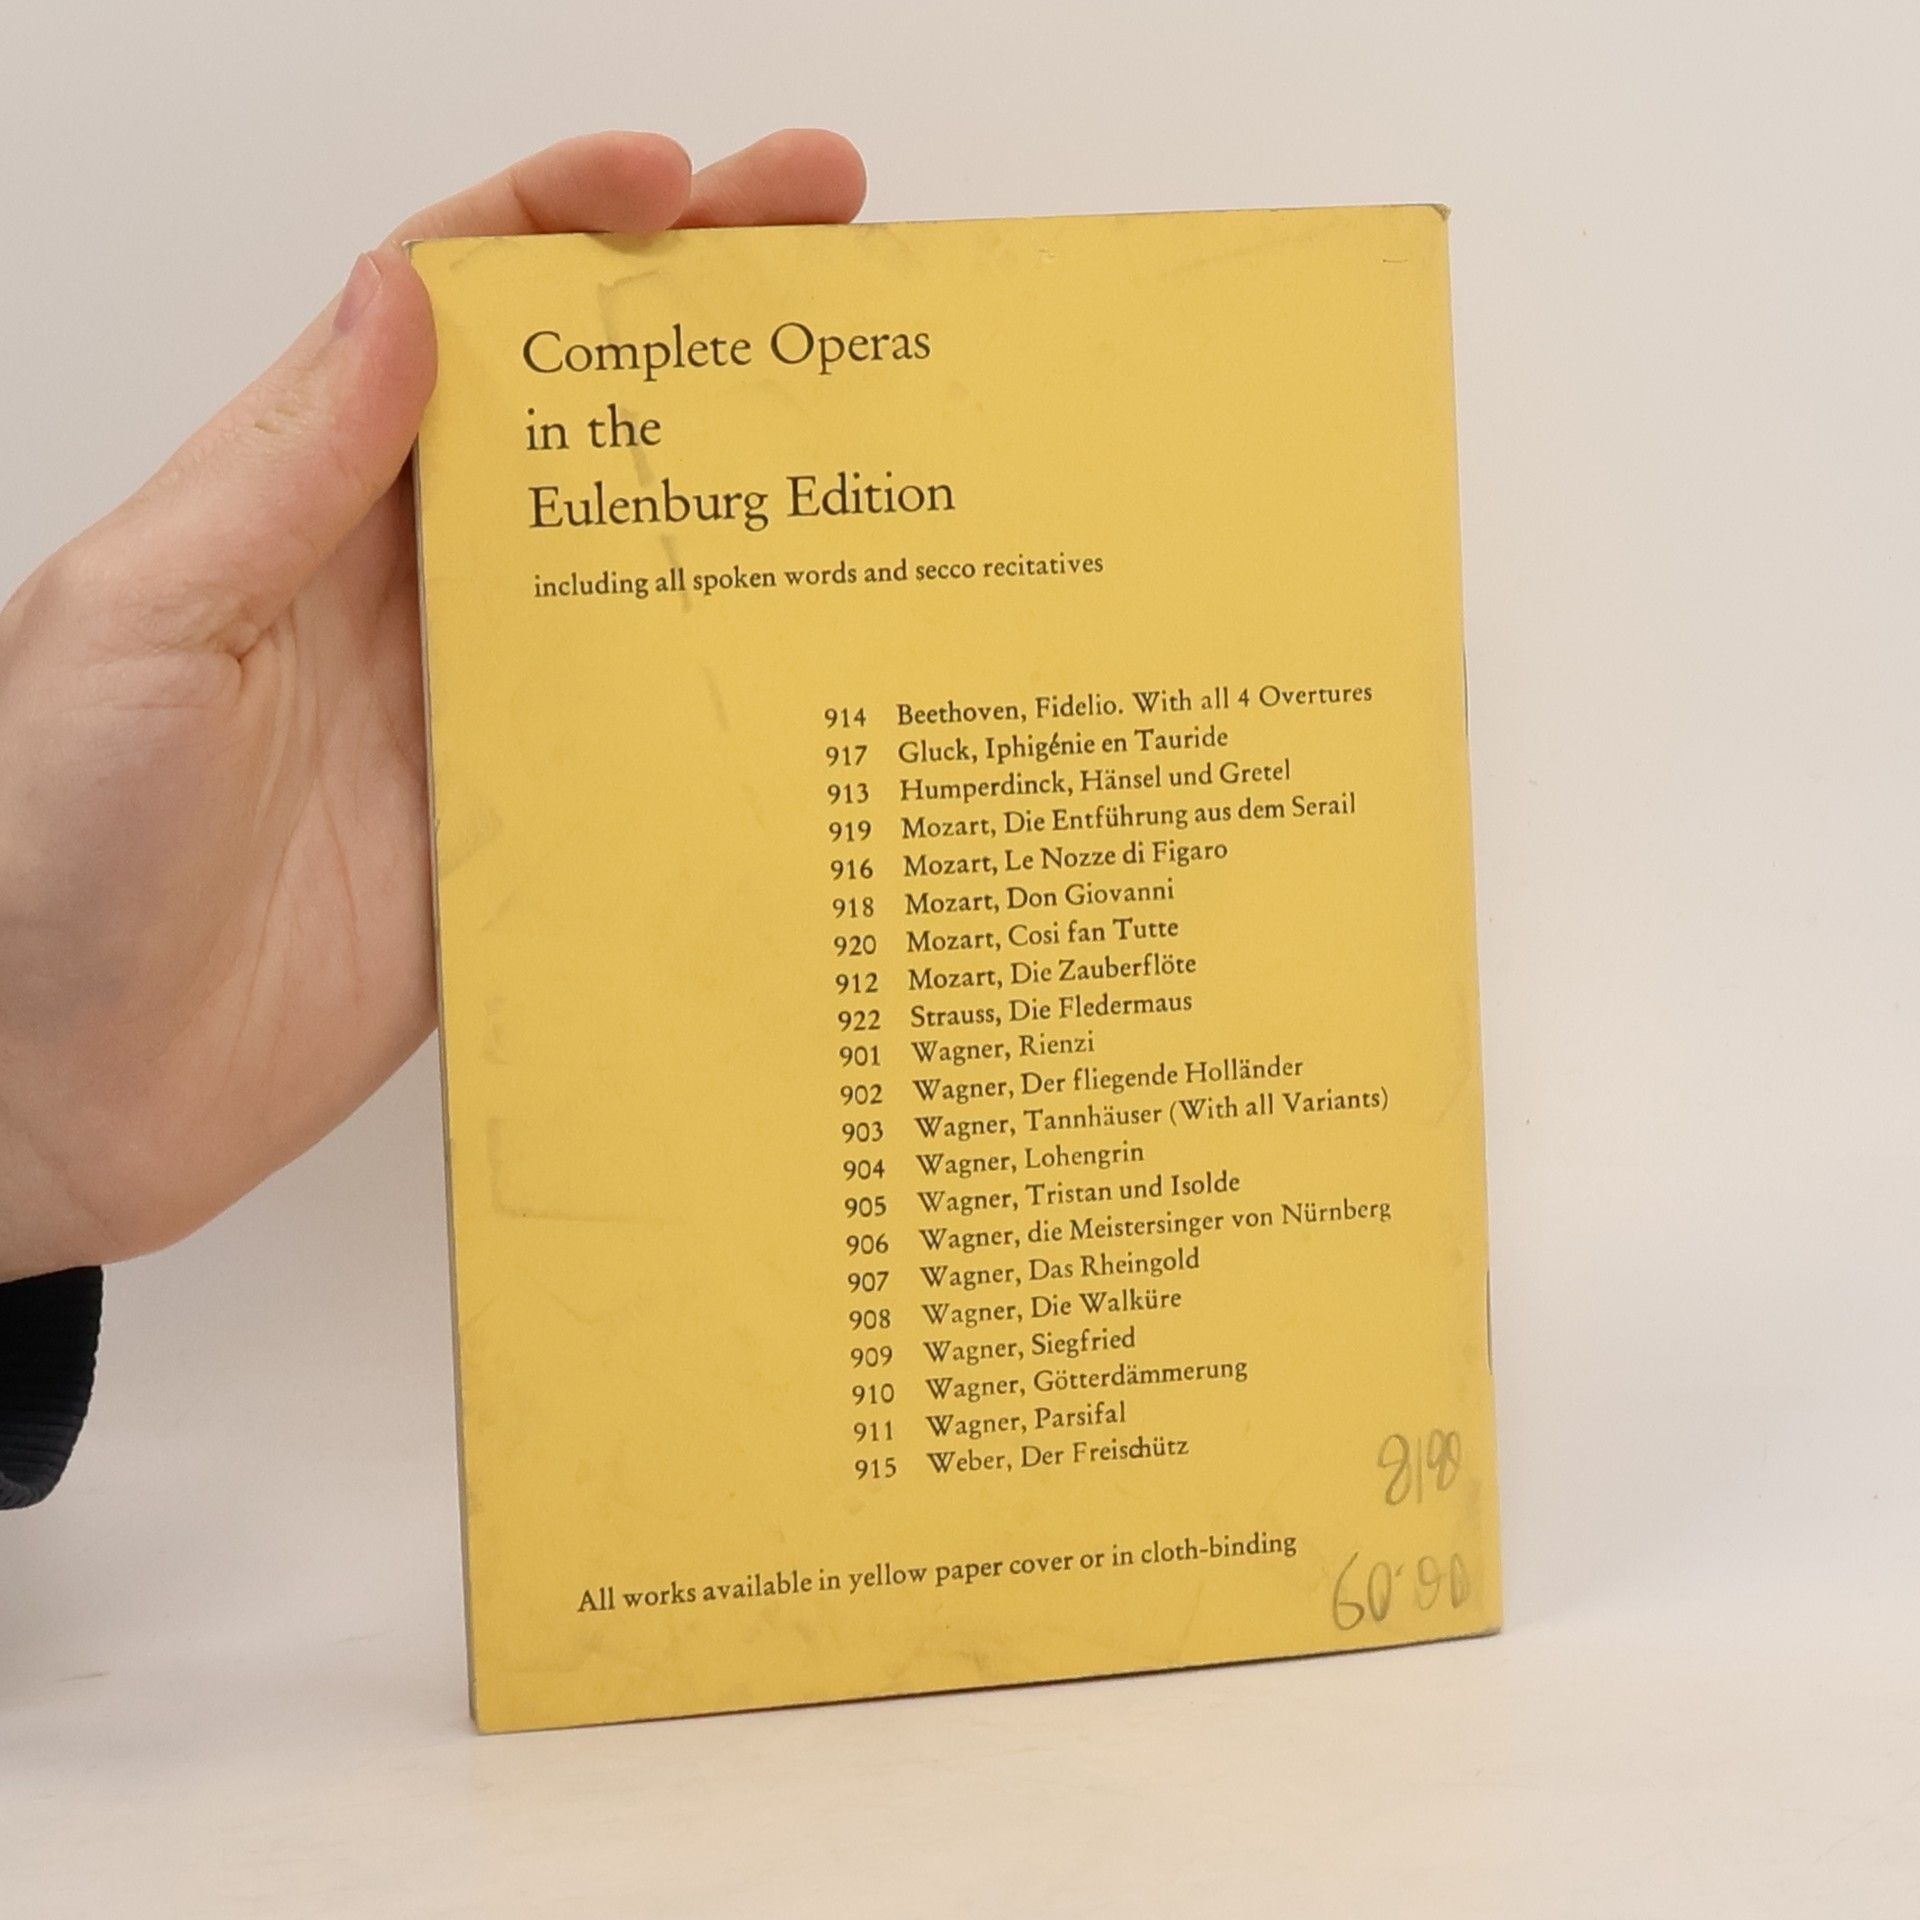 Complete Operas
in the
Eulenburg Edition
including all spoken words and secco recitatives
914 Beethoven, Fidelio. With all 4 Overtures
917 Gluck, Iphigénie en Tauride
913 Humperdinck, Hänsel und Gretel
919 Mozart, Die Entführung aus dem Serail
916 Mozart, Le Nozze di Figaro
918 Mozart, Don Giovanni
920 Mozart, Cosi fan Tutte
912 Mozart, Die Zauberflöte
922 Strauss, Die Fledermaus
901 Wagner, Rienzi
902 Wagner, Der fliegende Holländer
903 Wagner, Tannhäuser (With all Variants)
904 Wagner, Lohengrin
905 Wagner, Tristan und Isolde
906 Wagner, die Meistersinger von Nürnberg
907 Wagner, Das Rheingold
908 Wagner, Die Walküre
909 Wagner, Siegfried
910 Wagner, Götterdämmerung
911 Wagner, Parsifal
915 Weber, Der Freischütz
All works available in yellow paper cover or in cloth-binding